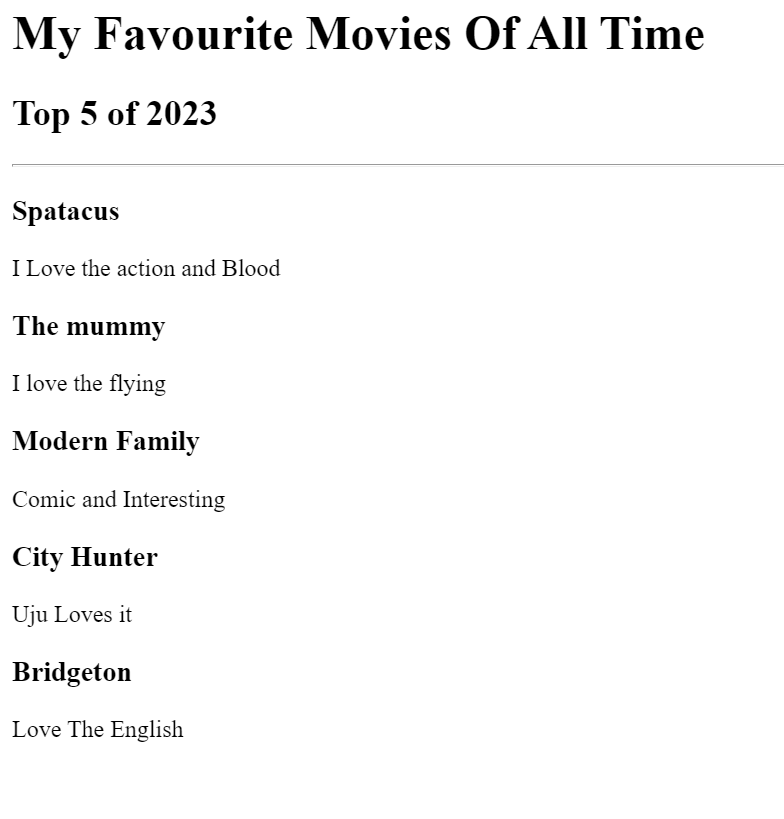 My Favourite Movies Of All Time
Top 5 of 2023
Spatacus
I Love the action and Blood
The mummy
I love the flying
Modern Family
Comic and Interesting
City Hunter
Uju Loves it
Bridgeton
Love The English